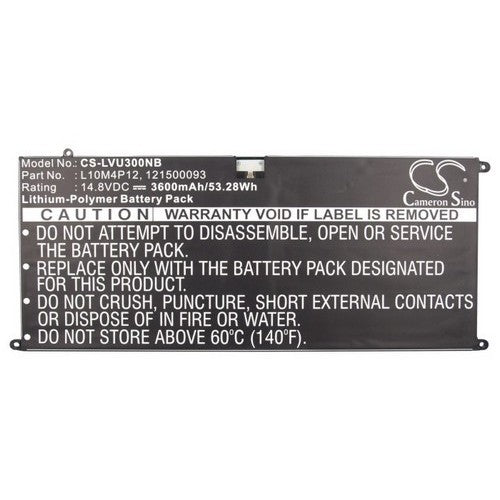 Model No. : CS-LVU300NB
Part No. : L10M4P12, 121500093
Rating : 14.8VDC⎓ 3600mAh/53.28Wh
Lithium-Polymer Battery Pack
CS
Cameron Sino
CAUTION WARRANTY VOID IF LABEL IS REMOVED
■ DO NOT ATTEMPT TO DISASSEMBLE, OPEN OR SERVICE
THE BATTERY PACK.
■ REPLACE ONLY WITH THE BATTERIES SPECIFIED FOR
THIS PRODUCT.
■ DO NOT CRUSH, PUNCTURE, SHORT EXTERNAL CONTACTS
OR DISPOSE OF IN FIRE OR WATER.
■ DO NOT STORE ABOVE 60℃ (140℉)